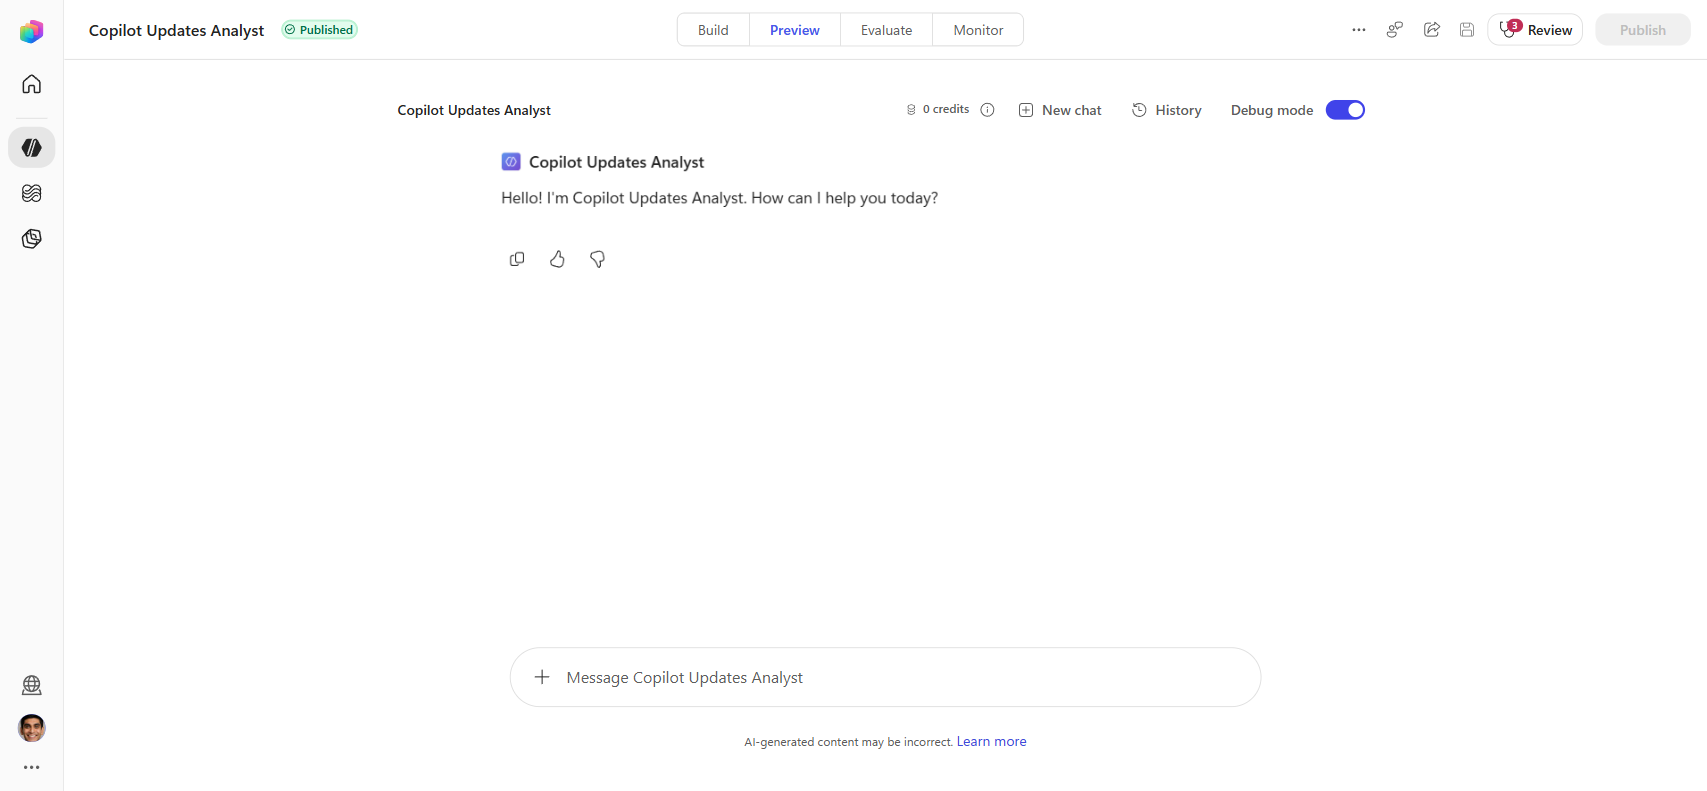 Copilot Updates Analyst
Published
Build
Preview
Evaluate
Monitor
3
Review
Publish
Copilot Updates Analyst
0 credits
New chat
History
Debug mode
Copilot Updates Analyst
Hello! I'm Copilot Updates Analyst. How can I help you today?
Message Copilot Updates Analyst
AI-generated content may be incorrect. Learn more